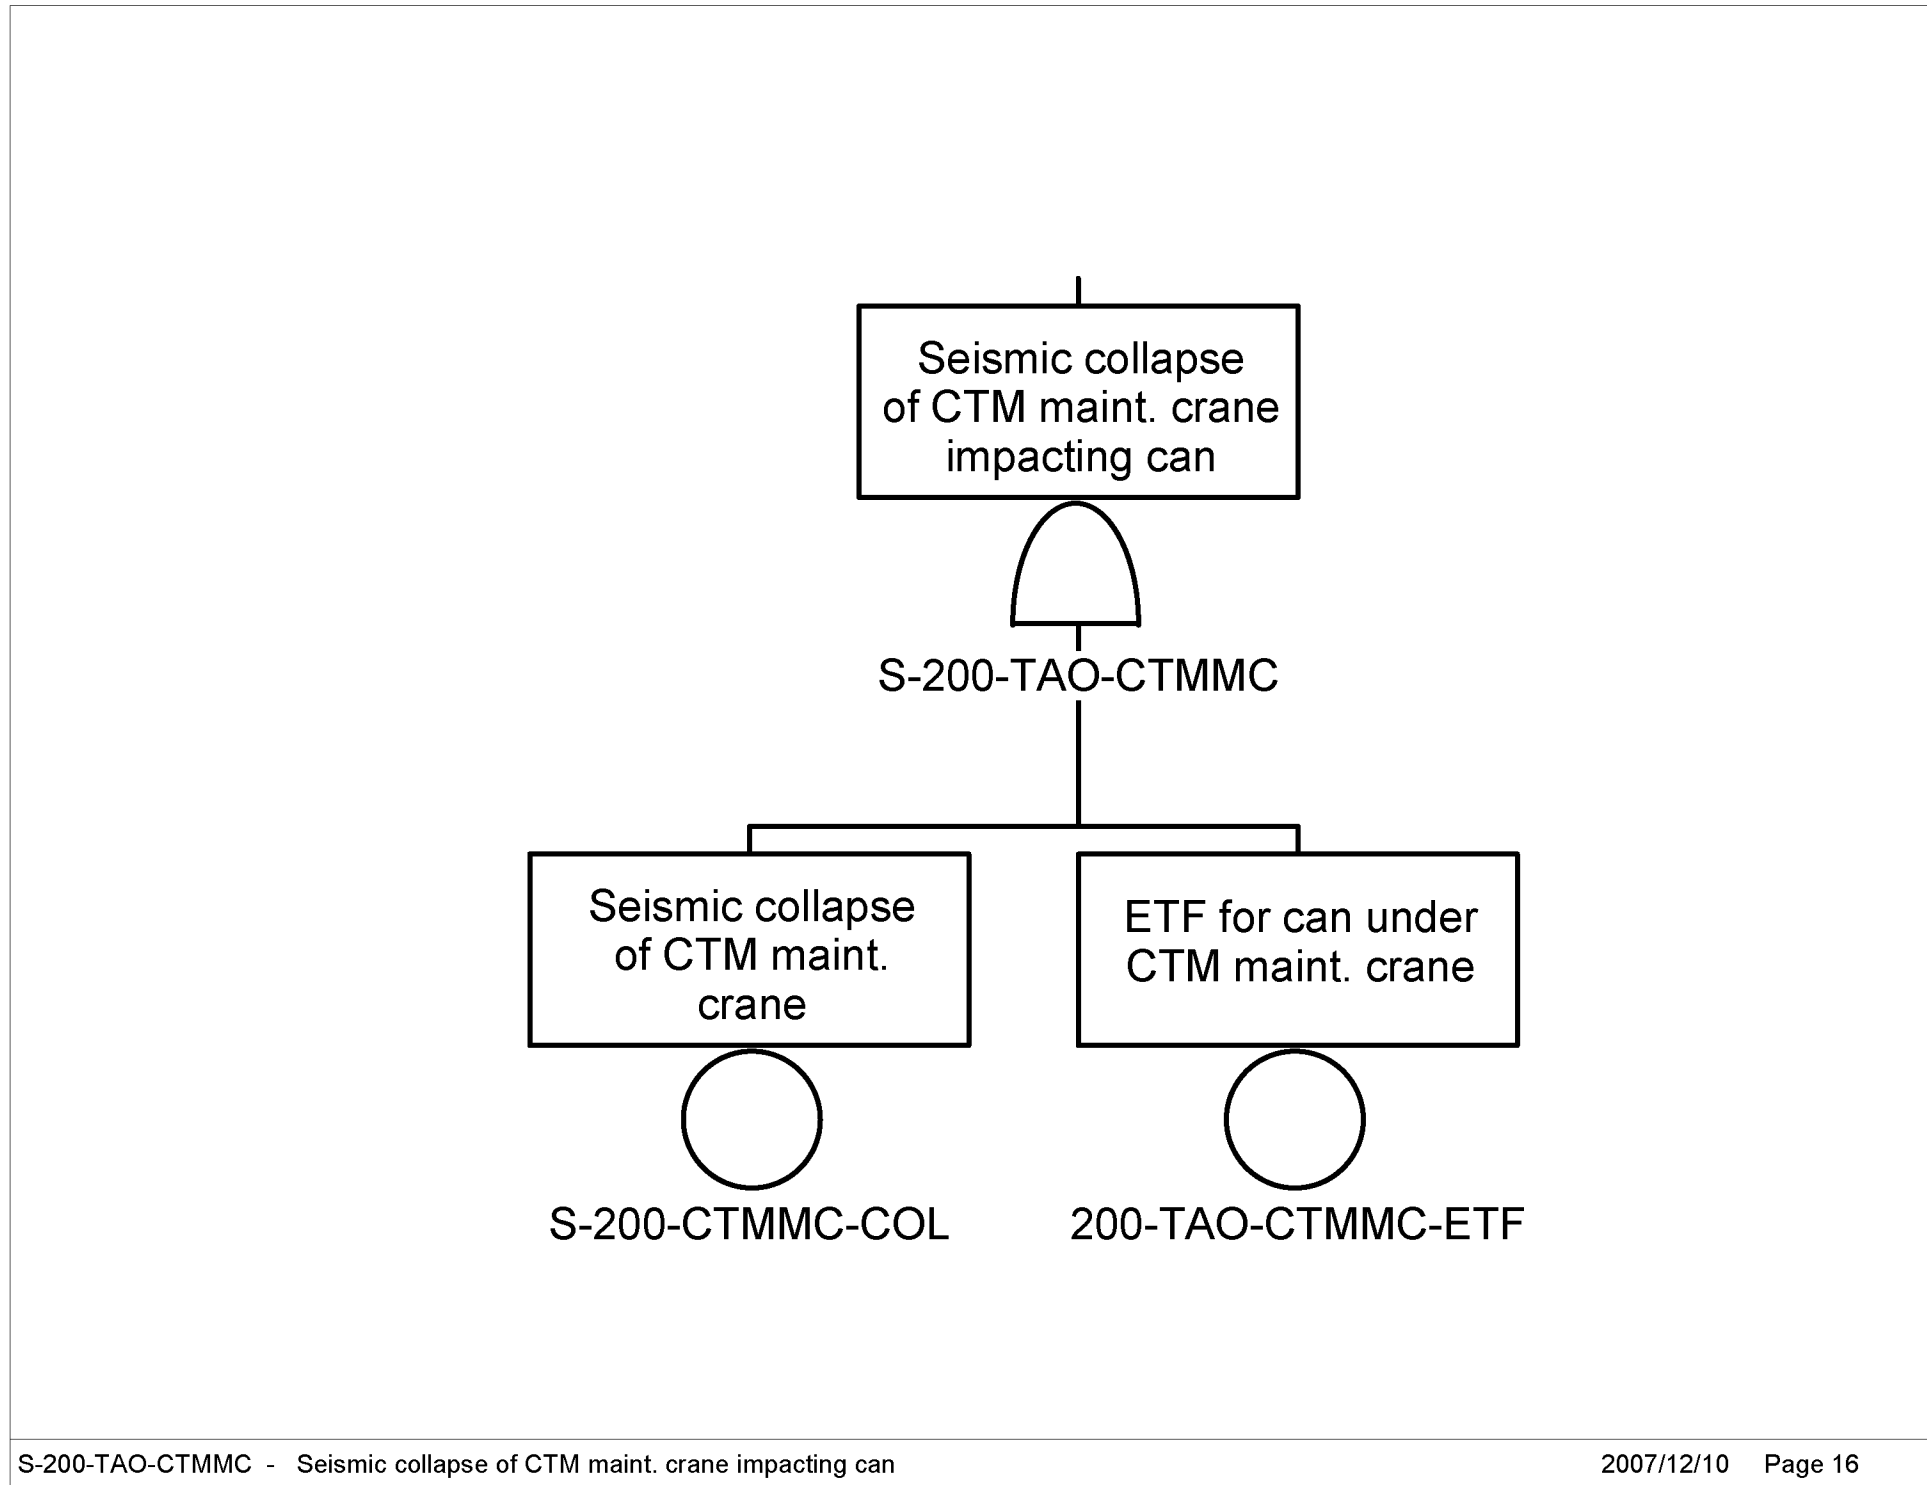 Seismic collapse
of CTM maint. crane
impacting can
S-200-TAO-CTMMC
Seismic collapse
of CTM maint.
crane
S-200-CTMMC-COL
ETF for can under
CTM maint. crane
200-TAO-CTMMC-ETF
S-200-TAO-CTMMC - Seismic collapse of CTM maint. crane impacting can
2007/12/10 Page 16